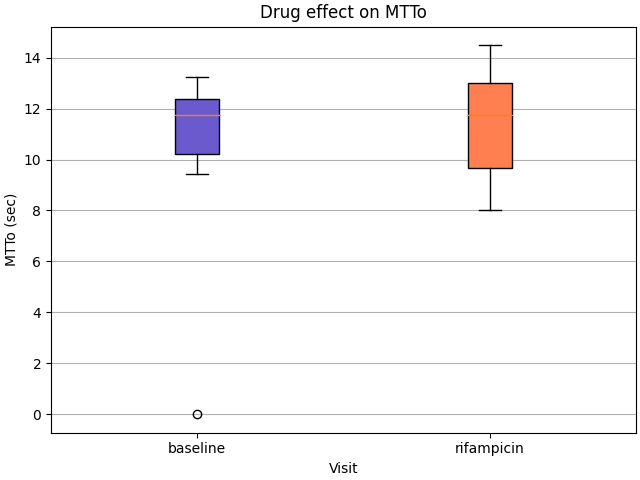 Drug effect on MTTo
14
12
10
8
6
4
2
0
MTTo (sec)
baseline
rifampicin
Visit